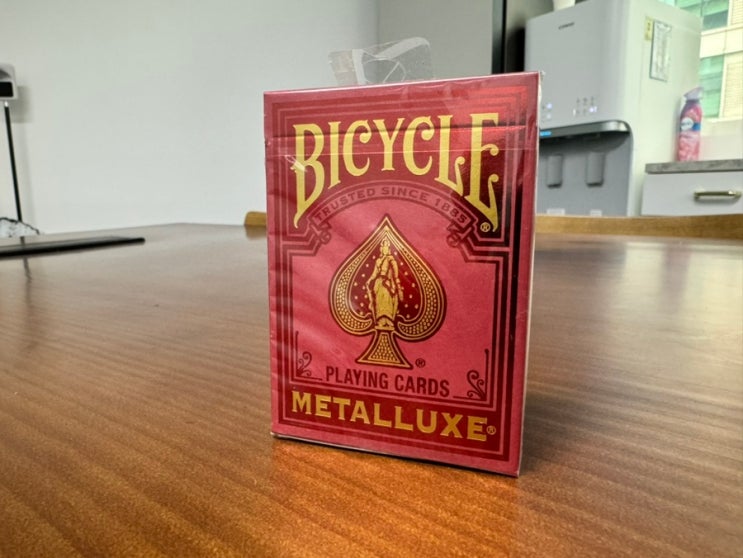 BICYCLE®
TRUSTED SINCE 1885
®
PLAYING CARDS
METALLUXE®